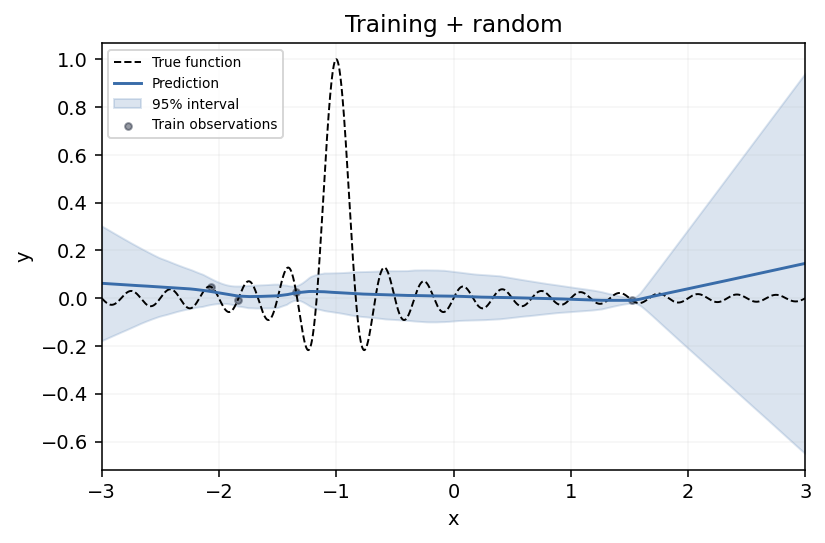 Training + random
True function
Prediction
95% interval
Train observations
1.0
0.8
0.6
0.4
0.2
0.0
−0.2
−0.4
−0.6
y
−3
−2
−1
0
1
2
3
x